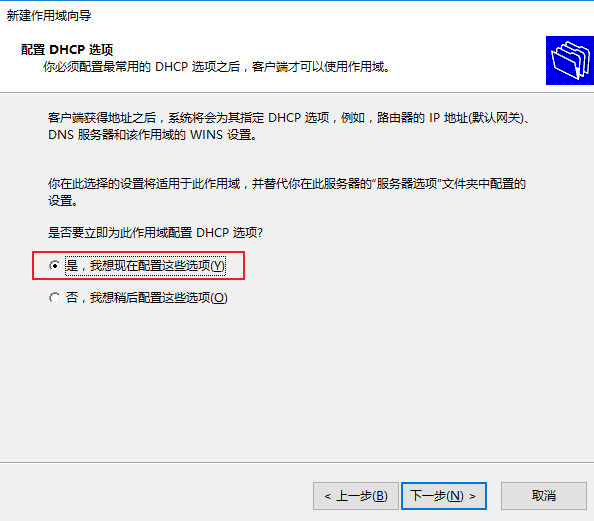 新建作用域向导
配置 DHCP 选项
你必须配置最常用的 DHCP 选项之后，客户端才可以使用作用域。
客户端获得地址之后，系统将会为其指定 DHCP 选项，例如，路由器的 IP 地址(默认网关)、
DNS 服务器和该作用域的 WINS 设置。
你在此选择的设置将适用于此作用域，并替代你在此服务器的“服务器选项”文件夹中配置的
设置。
是否要立即为此作用域配置 DHCP 选项?
是，我想现在配置这些选项(Y)
否，我想稍后配置这些选项(O)
< 上一步(B)
下一步(N) >
取消